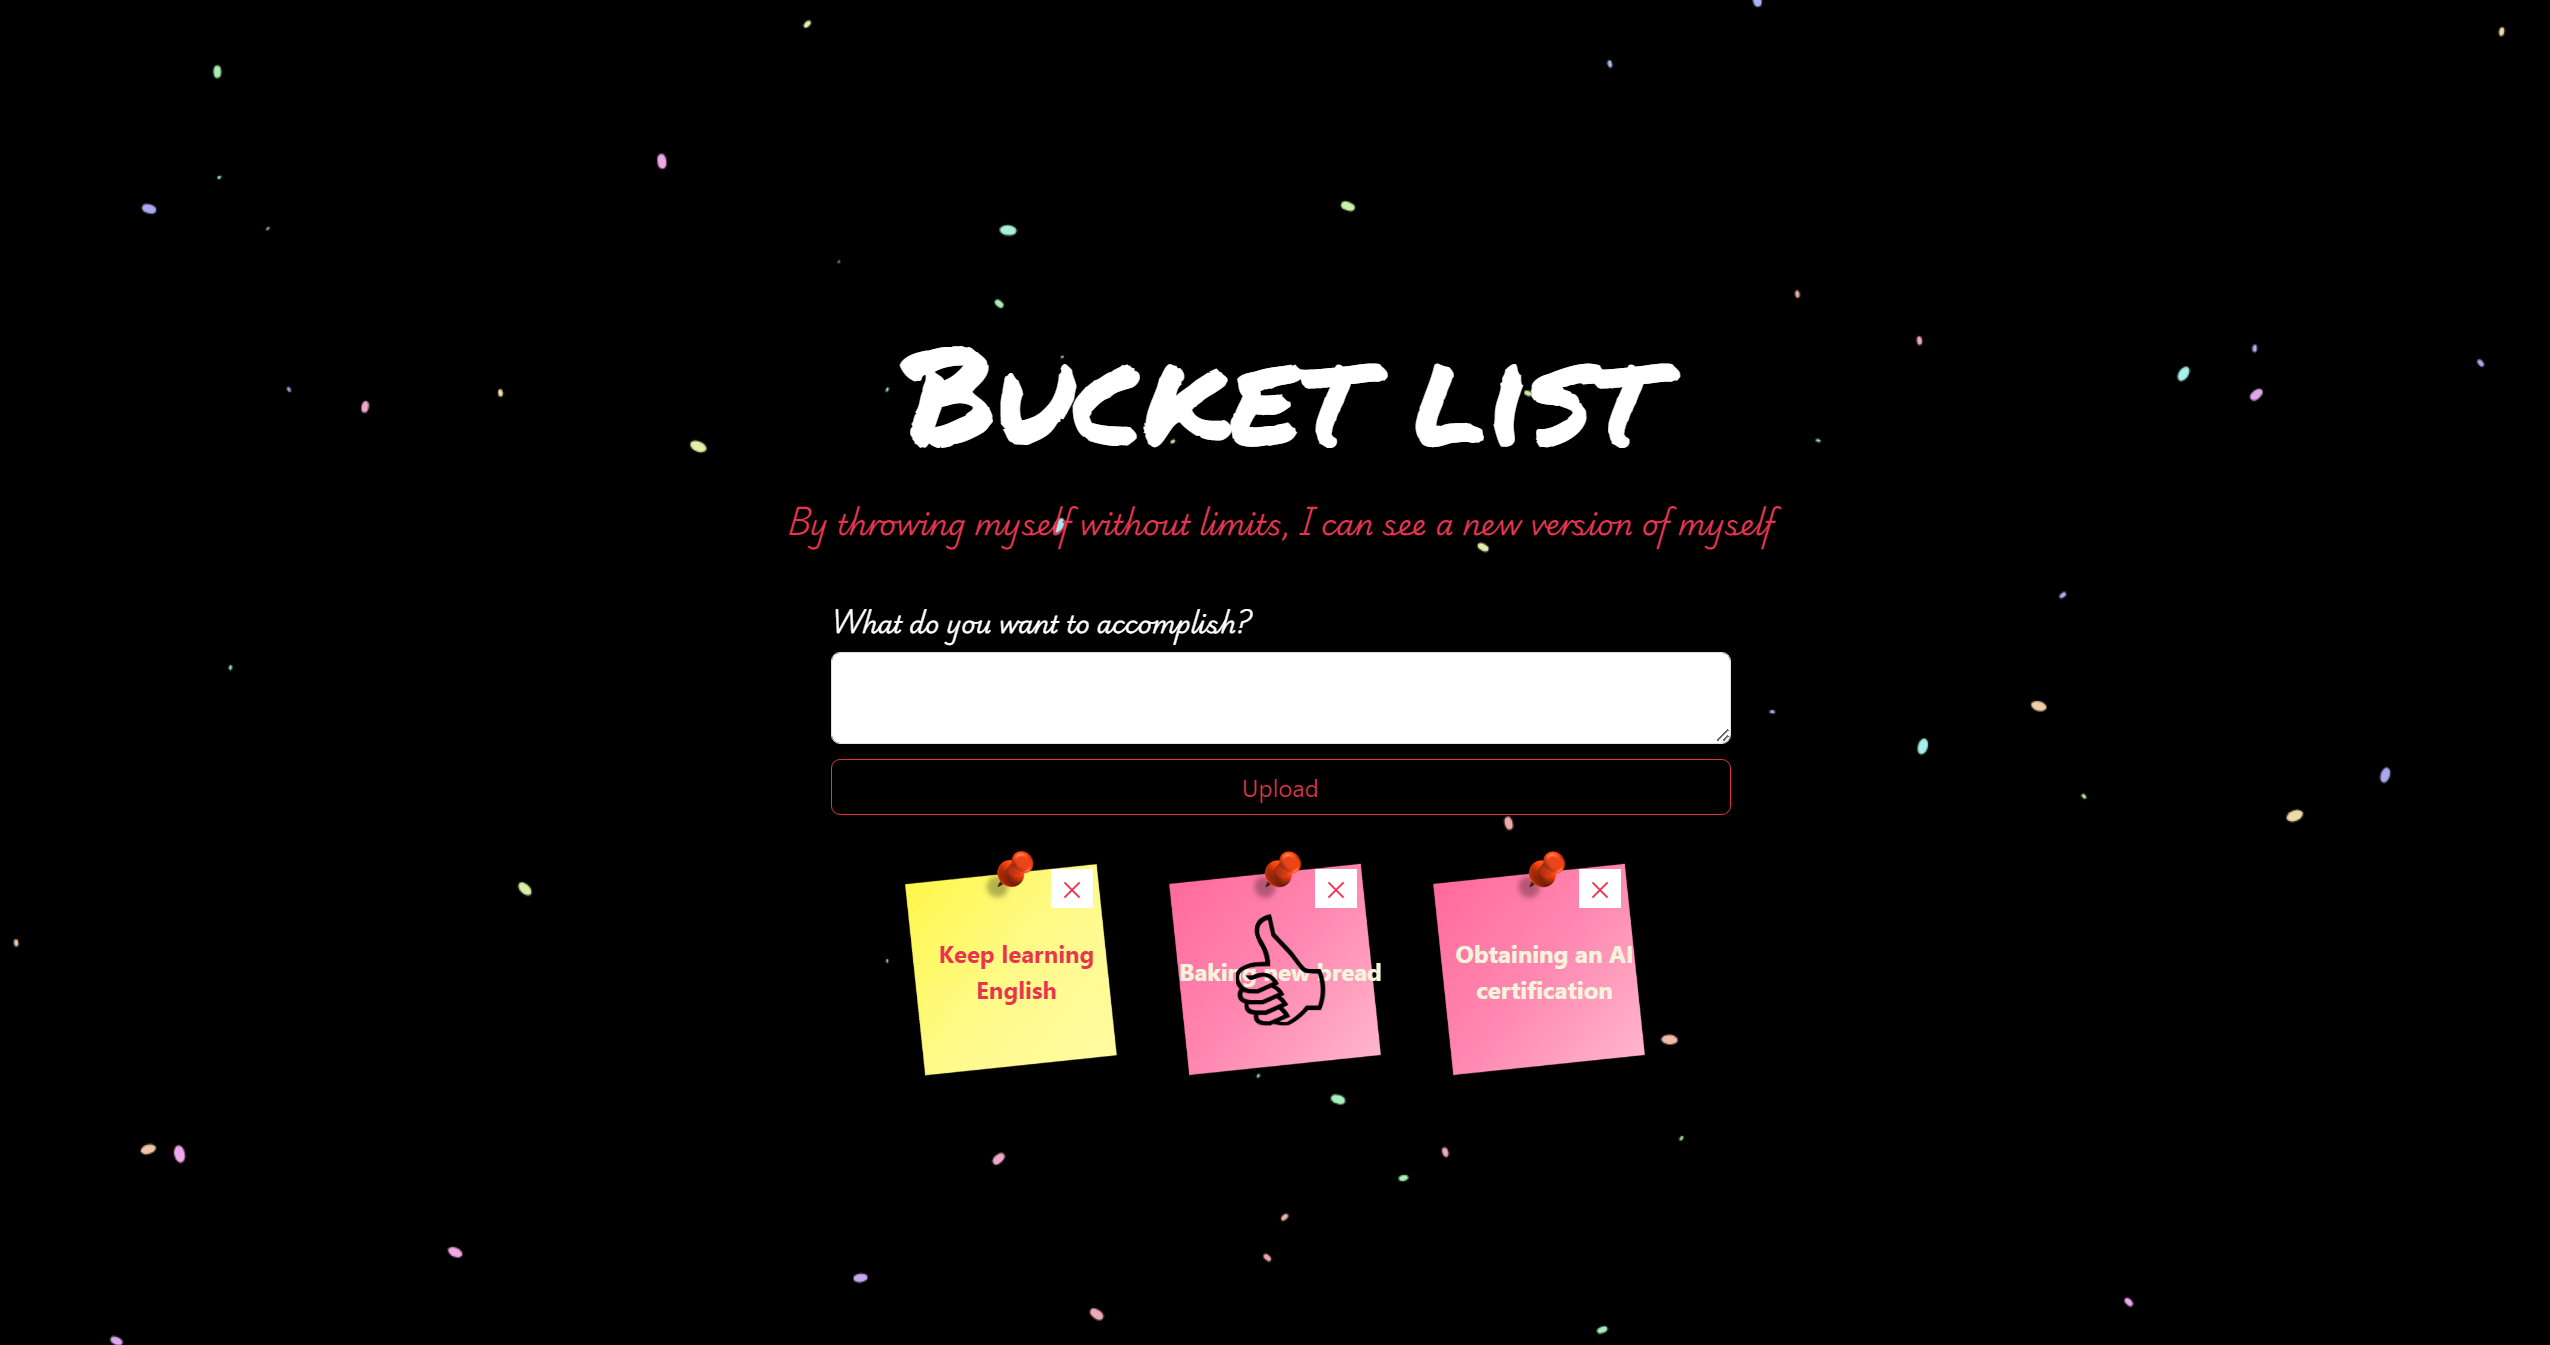 Bucket list
By throwing myself without limits, I can see a new version of myself
What do you want to accomplish?
Upload
Keep learning
English
Baking new bread
Obtaining an AI
certification